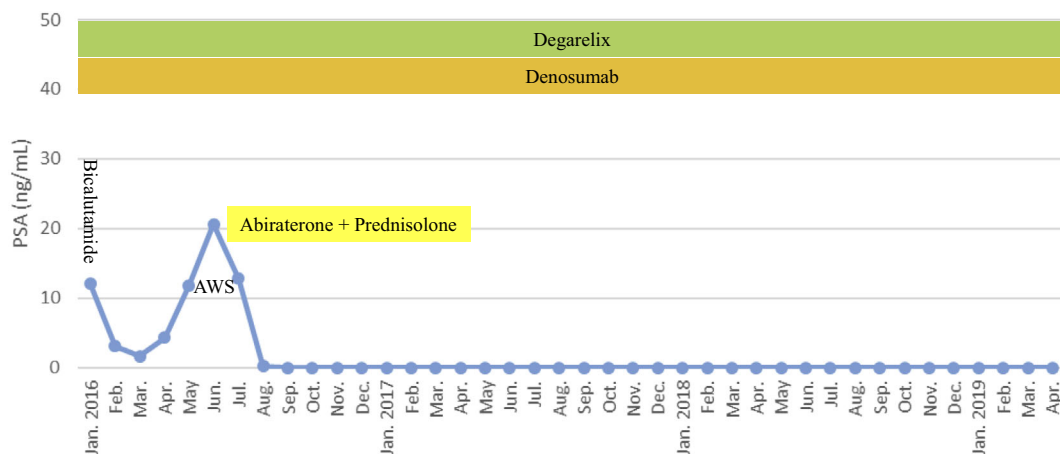 50
Degarelix
Denosumab
40
30
20
10
0
PSA (ng/mL)
Bicalutamide
Abiraterone + Prednisolone
AWS
Jan. 2016
Feb.
Mar.
Apr.
May
Jun.
Jul.
Aug.
Sep.
Oct.
Nov.
Dec.
Jan. 2017
Feb.
Mar.
Apr.
May
Jun.
Jul.
Aug.
Sep.
Oct.
Nov.
Dec.
Jan. 2018
Feb.
Mar.
Apr.
May
Jun.
Jul.
Aug.
Sep.
Oct.
Nov.
Dec.
Jan. 2019
Feb.
Mar.
Apr.